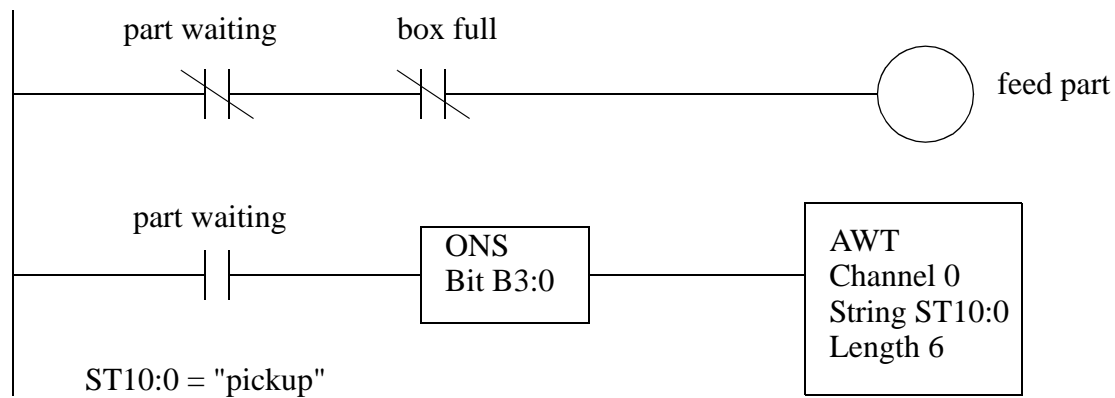 part waiting
box full
feed part
part waiting
ONS
Bit B3:0
AWT
Channel 0
String ST10:0
Length 6
ST10:0 = "pickup"